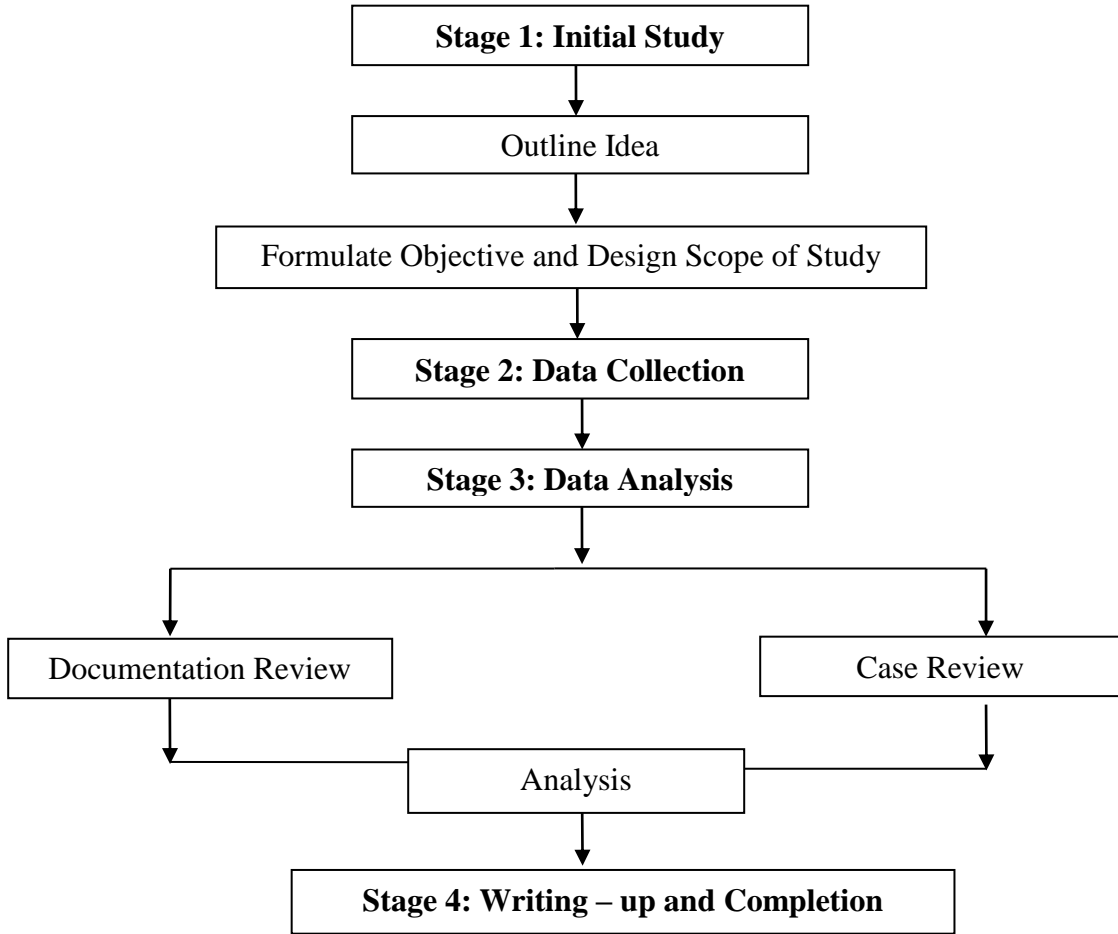 Stage 1: Initial Study
Outline Idea
Formulate Objective and Design Scope of Study
Stage 2: Data Collection
Stage 3: Data Analysis
Documentation Review
Case Review
Analysis
Stage 4: Writing – up and Completion